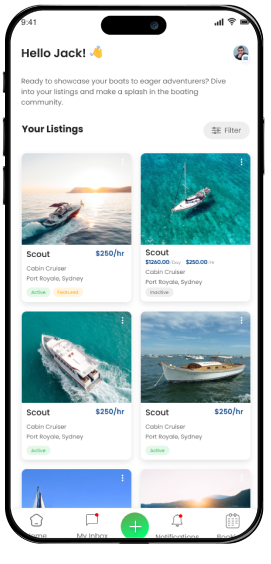 9:41
Hello Jack! 👋
Ready to showcase your boats to eager adventurers? Dive
into your listings and make a splash in the boating
community.
Your Listings
Filter
Scout $250/hr
Cabin Cruiser
Port Royale, Sydney
Active Featured
Scout
$1260.00/Day $250.00/Hr
Cabin Cruiser
Port Royale, Sydney
Inactive
Scout $250/hr
Cabin Cruiser
Port Royale, Sydney
Active
Scout $250/hr
Cabin Cruiser
Port Royale, Sydney
Active
Home My Inbox Notifications